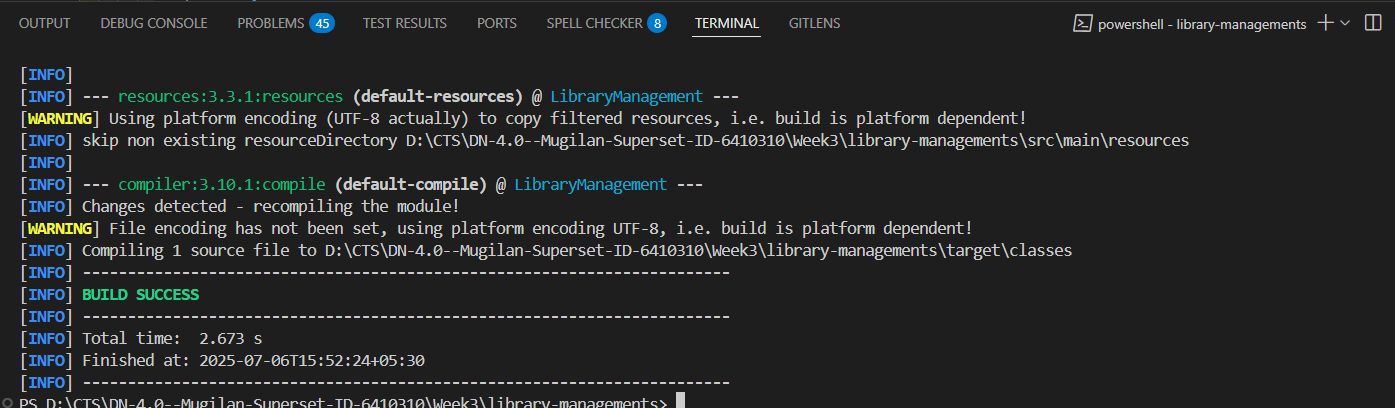 OUTPUT DEBUG CONSOLE PROBLEMS 45 TEST RESULTS PORTS SPELL CHECKER 8 TERMINAL GITLENS powershell - library-managements
[INFO]
[INFO] --- resources:3.3.1:resources (default-resources) @ LibraryManagement ---
[WARNING] Using platform encoding (UTF-8 actually) to copy filtered resources, i.e. build is platform dependent!
[INFO] skip non existing resourceDirectory D:\CTS\DN-4.0--Mugilan-Superset-ID-6410310\Week3\library-managements\src\main\resources
[INFO]
[INFO] --- compiler:3.10.1:compile (default-compile) @ LibraryManagement ---
[INFO] Changes detected - recompiling the module!
[WARNING] File encoding has not been set, using platform encoding UTF-8, i.e. build is platform dependent!
[INFO] Compiling 1 source file to D:\CTS\DN-4.0--Mugilan-Superset-ID-6410310\Week3\library-managements\target\classes
[INFO] ------------------------------------------------------------------------
[INFO] BUILD SUCCESS
[INFO] ------------------------------------------------------------------------
[INFO] Total time:  2.673 s
[INFO] Finished at: 2025-07-06T15:52:24+05:30
[INFO] ------------------------------------------------------------------------
PS D:\CTS\DN-4.0--Mugilan-Superset-ID-6410310\Week3\library-managements>